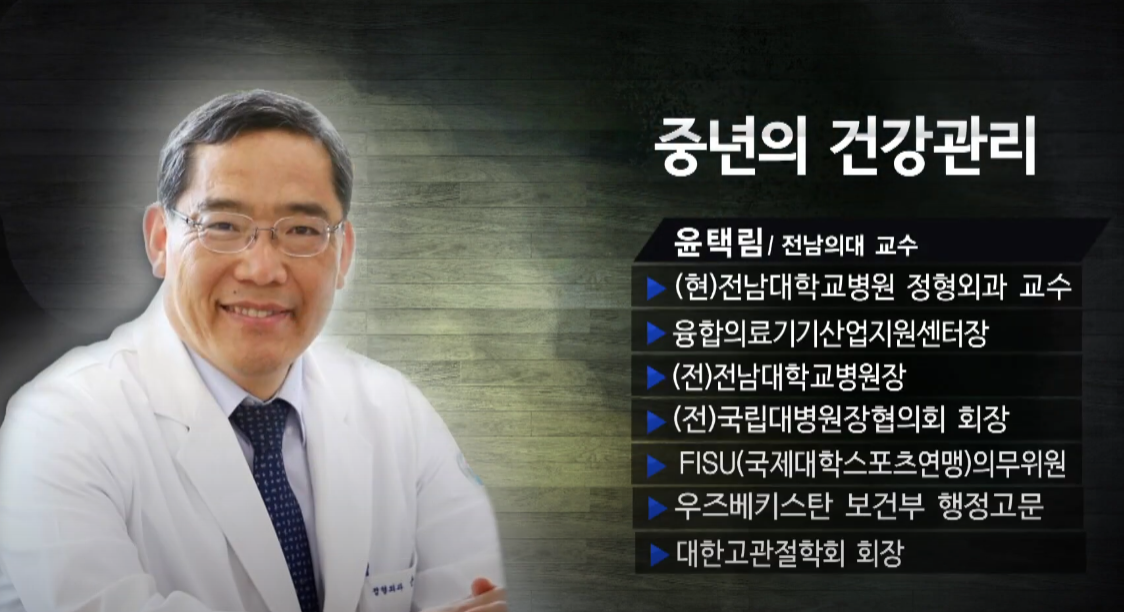 중년의 건강관리
윤택림/ 전남의대 교수
(현)전남대학교병원 정형외과 교수
융합의료기기산업지원센터장
(전)전남대학교병원장
(전)국립대병원장협의회 회장
FISU(국제대학스포츠연맹)의무위원
우즈베키스탄 보건부 행정고문
대한고관절학회 회장
정형외과